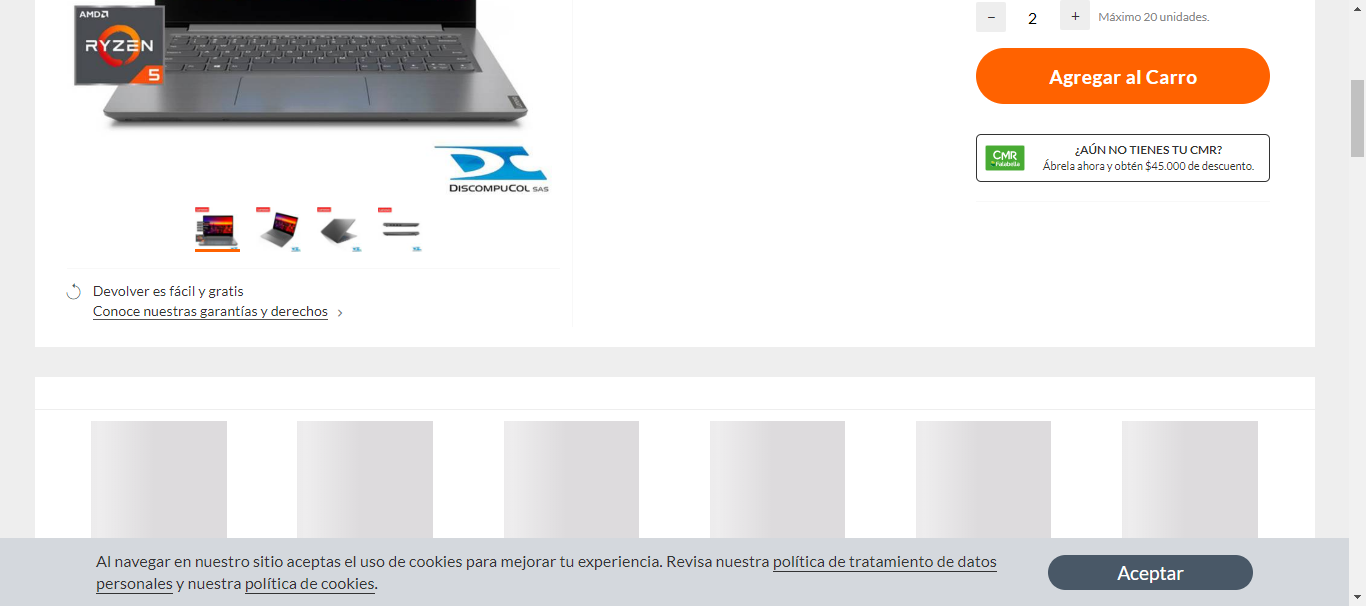 AMD
RYZEN
5
DISCOMPUCOL SAS
Devolver es fácil y gratis
Conoce nuestras garantías y derechos
−
2
+
Máximo 20 unidades.
Agregar al Carro
CMR
Falabella
¿AÚN NO TIENES TU CMR?
Ábrela ahora y obtén $45.000 de descuento.
Al navegar en nuestro sitio aceptas el uso de cookies para mejorar tu experiencia. Revisa nuestra política de tratamiento de datos
personales y nuestra política de cookies.
Aceptar